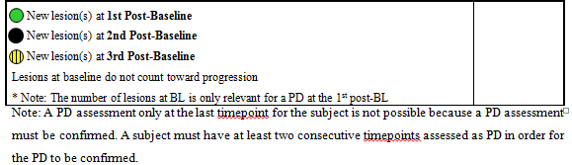 New lesion(s) at 1st Post-Baseline
New lesion(s) at 2nd Post-Baseline
New lesion(s) at 3rd Post-Baseline
Lesions at baseline do not count toward progression
* Note: The number of lesions at BL is only relevant for a PD at the 1st post-BL
Note: A PD assessment only at the last timepoint for the subject is not possible because a PD assessment
must be confirmed. A subject must have at least two consecutive timepoints assessed as PD in order for
the PD to be confirmed.